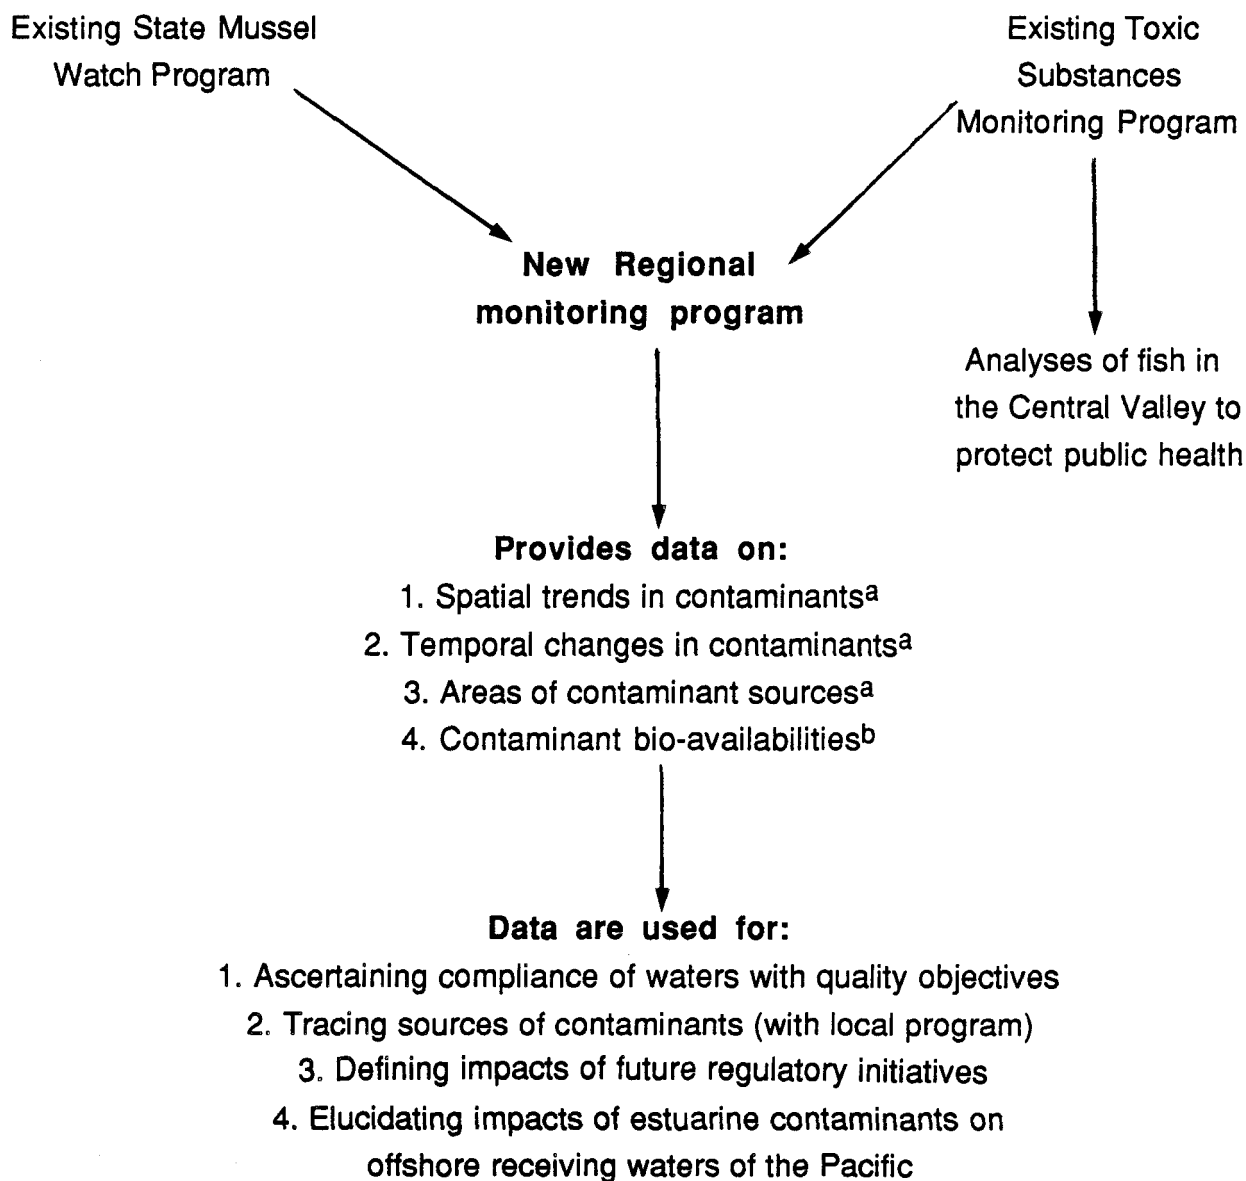 Existing State Mussel
Watch Program
Existing Toxic
Substances
Monitoring Program
New Regional
monitoring program
Analyses of fish in
the Central Valley to
protect public health
Provides data on:
1. Spatial trends in contaminantsa
2. Temporal changes in contaminantsa
3. Areas of contaminant sourcesa
4. Contaminant bio-availabilitiesb
Data are used for:
1. Ascertaining compliance of waters with quality objectives
2. Tracing sources of contaminants (with local program)
3. Defining impacts of future regulatory initiatives
4. Elucidating impacts of estuarine contaminants on
offshore receiving waters of the Pacific